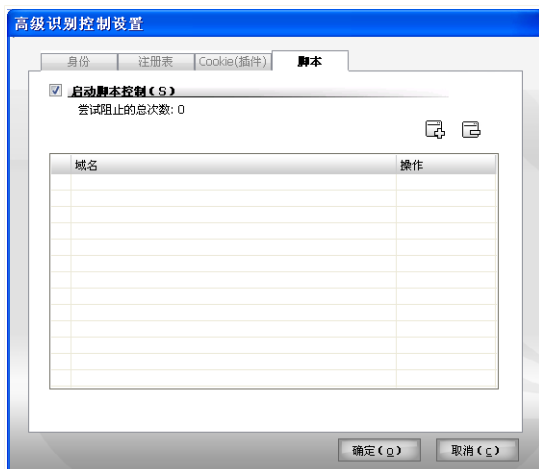 高级识别控制设置
身份 注册表 Cookie(插件) 脚本
启动脚本控制(S)
尝试阻止的总次数: 0
域名 操作
确定(O) 取消(C)